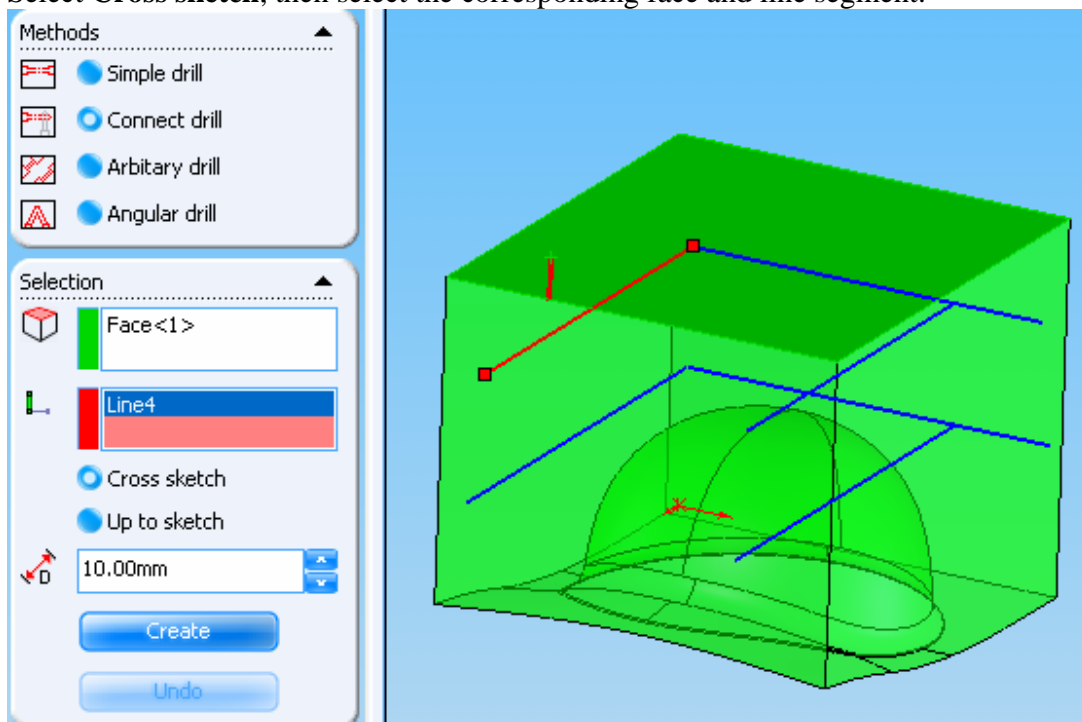 Select Cross sketch, then select the corresponding face and line segment.
Methods
Simple drill
Connect drill
Arbitary drill
Angular drill
Selection
Face<1>
Line4
Cross sketch
Up to sketch
D
10.00mm
Create
Undo